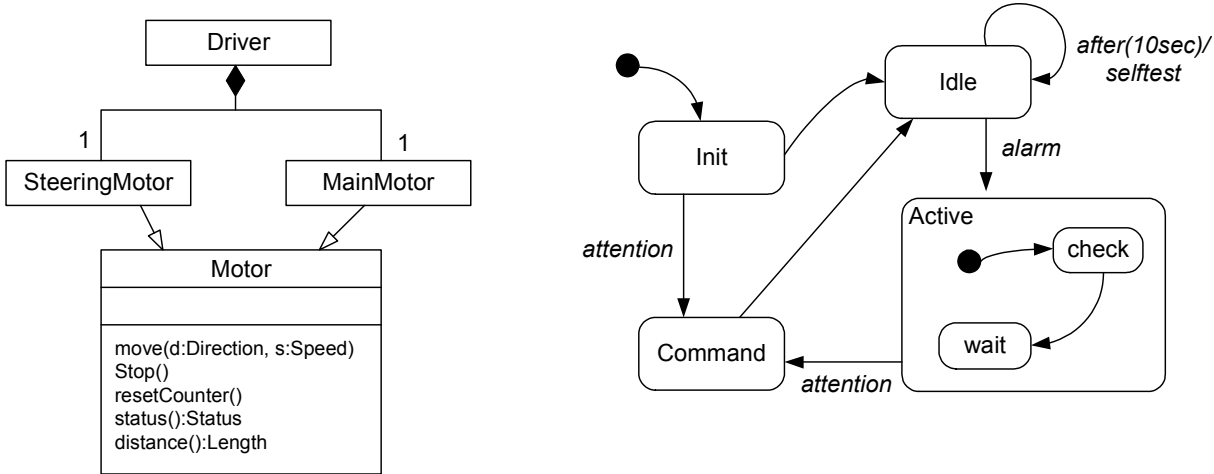 Driver
1
1
SteeringMotor
MainMotor
Motor
move(d:Direction, s:Speed)
Stop()
resetCounter()
status():Status
distance():Length
Idle
after(10sec)/
selftest
Init
alarm
attention
Active
check
wait
Command
attention